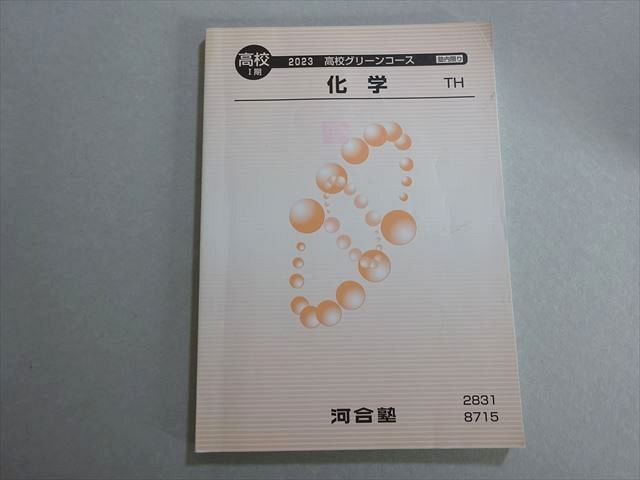 高校
Ⅰ期
2023 高校グリーンコース 塾内限り
化学 TH
河合塾
2831
8715